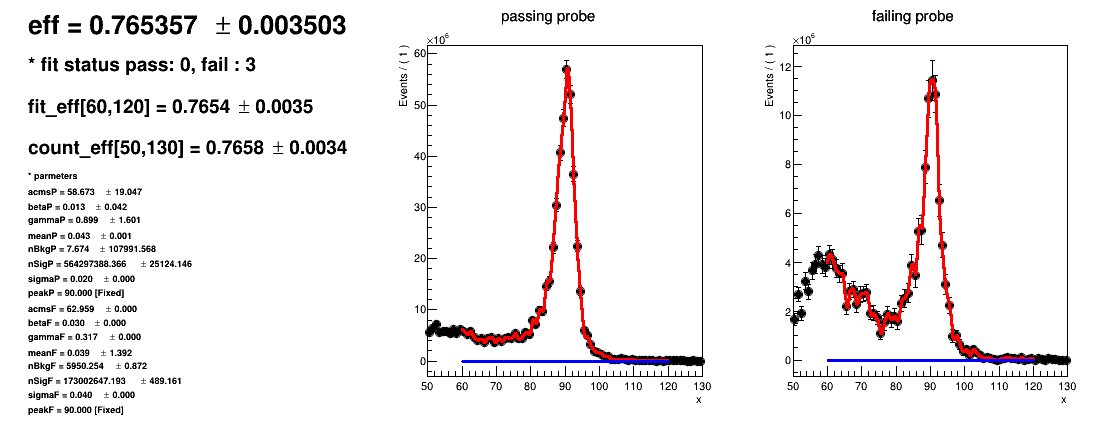 eff = 0.765357 ± 0.003503
* fit status pass: 0, fail : 3
fit_eff[60,120] = 0.7654 ± 0.0035
count_eff[50,130] = 0.7658 ± 0.0034
* parmeters
acmsP = 58.673 ± 19.047
betaP = 0.013 ± 0.042
gammaP = 0.899 ± 1.601
meanP = 0.043 ± 0.001
nBkgP = 7.674 ± 107991.568
nSigP = 564297388.366 ± 25124.146
sigmaP = 0.020 ± 0.000
peakP = 90.000 [Fixed]
acmsF = 62.959 ± 0.000
betaF = 0.030 ± 0.000
gammaF = 0.317 ± 0.000
meanF = 0.039 ± 1.392
nBkgF = 5950.254 ± 0.872
nSigF = 173002647.193 ± 489.161
sigmaF = 0.040 ± 0.000
peakF = 90.000 [Fixed]
passing probe
×10⁶
Events / ( 1 )
60
50
40
30
20
10
0
50 60 70 80 90 100 110 120 130
x
failing probe
×10⁶
Events / ( 1 )
12
10
8
6
4
2
0
50 60 70 80 90 100 110 120 130
x